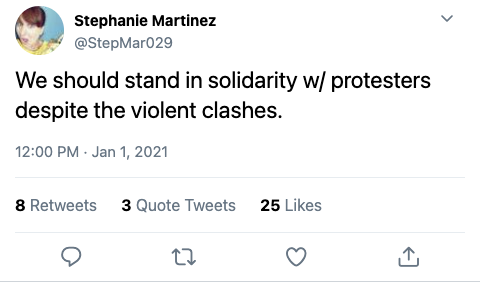 Stephanie Martinez
@StepMar029
We should stand in solidarity w/ protesters
despite the violent clashes.
12:00 PM · Jan 1, 2021
8 Retweets 3 Quote Tweets 25 Likes